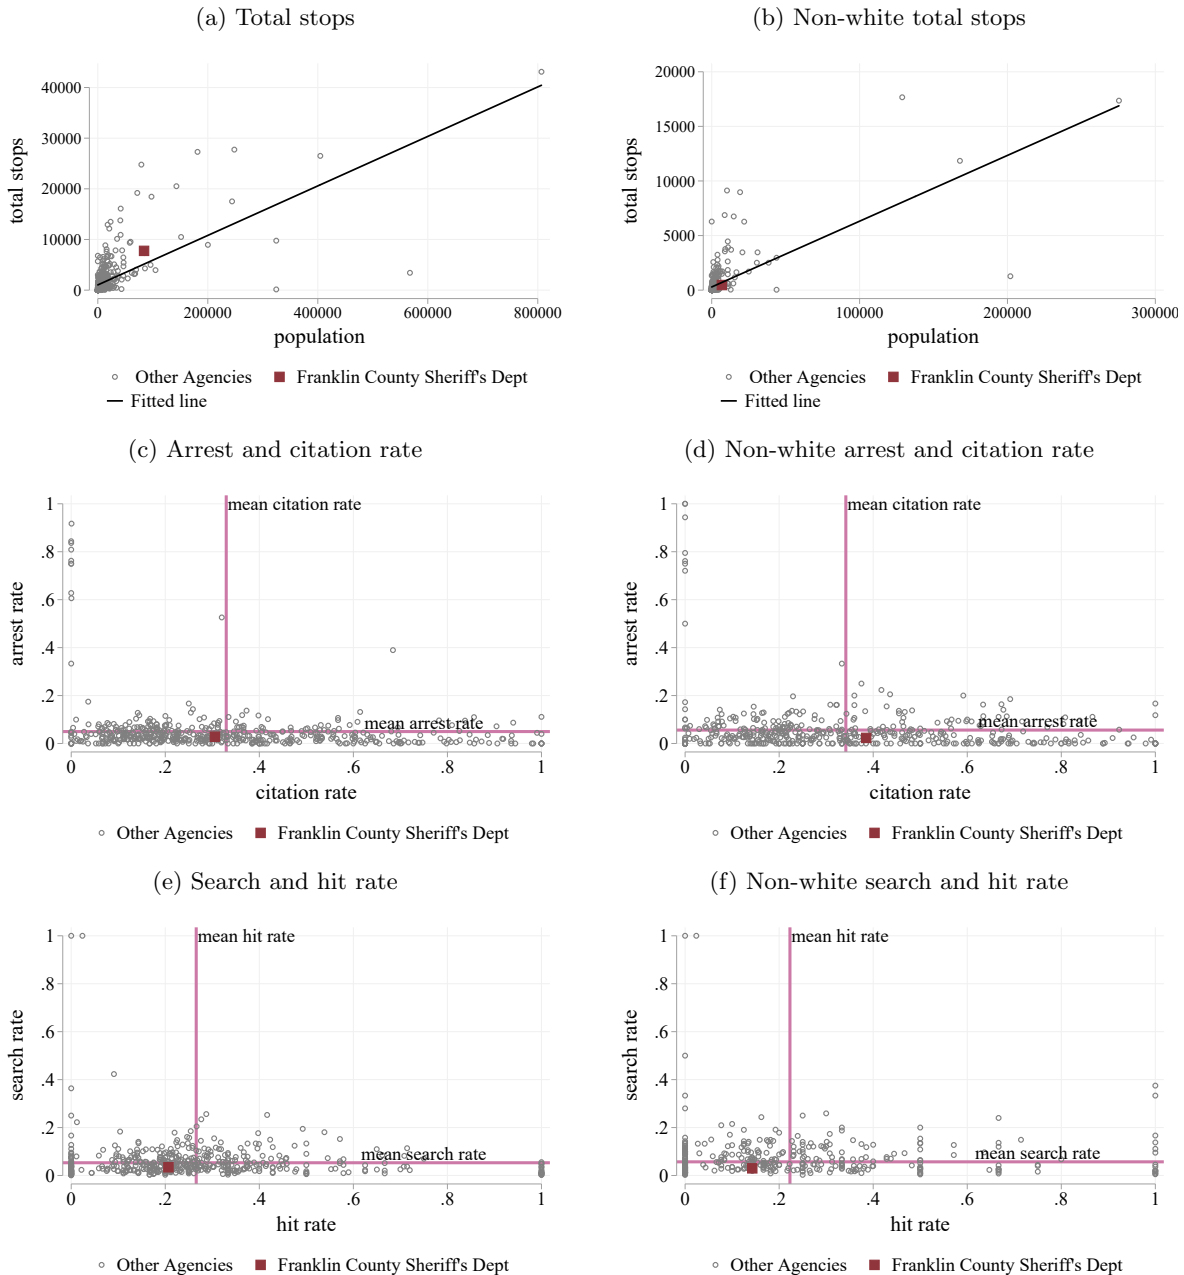 (a) Total stops
(b) Non-white total stops
total stops
40000
30000
20000
10000
0
0 200000 400000 600000 800000
population
Other Agencies Franklin County Sheriff's Dept
Fitted line
total stops
20000
15000
10000
5000
0
0 100000 200000 300000
population
Other Agencies Franklin County Sheriff's Dept
Fitted line
(c) Arrest and citation rate
(d) Non-white arrest and citation rate
arrest rate
1
.8
.6
.4
.2
0
mean citation rate
mean arrest rate
0 .2 .4 .6 .8 1
citation rate
Other Agencies Franklin County Sheriff's Dept
arrest rate
1
.8
.6
.4
.2
0
mean citation rate
mean arrest rate
0 .2 .4 .6 .8 1
citation rate
Other Agencies Franklin County Sheriff's Dept
(e) Search and hit rate
(f) Non-white search and hit rate
search rate
1
.8
.6
.4
.2
0
mean hit rate
mean search rate
0 .2 .4 .6 .8 1
hit rate
Other Agencies Franklin County Sheriff's Dept
search rate
1
.8
.6
.4
.2
0
mean hit rate
mean search rate
0 .2 .4 .6 .8 1
hit rate
Other Agencies Franklin County Sheriff's Dept